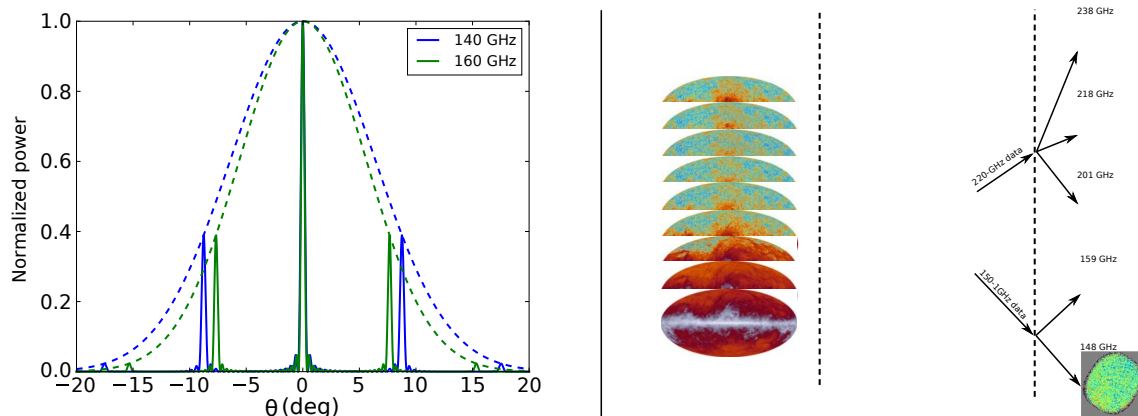 Normalized power
1.0
0.8
0.6
0.4
0.2
0.0
−20
−15
−10
−5
0
5
10
15
20
θ (deg)
140 GHz
160 GHz
238 GHz
218 GHz
220-GHz data
201 GHz
159 GHz
150-1GHz data
148 GHz